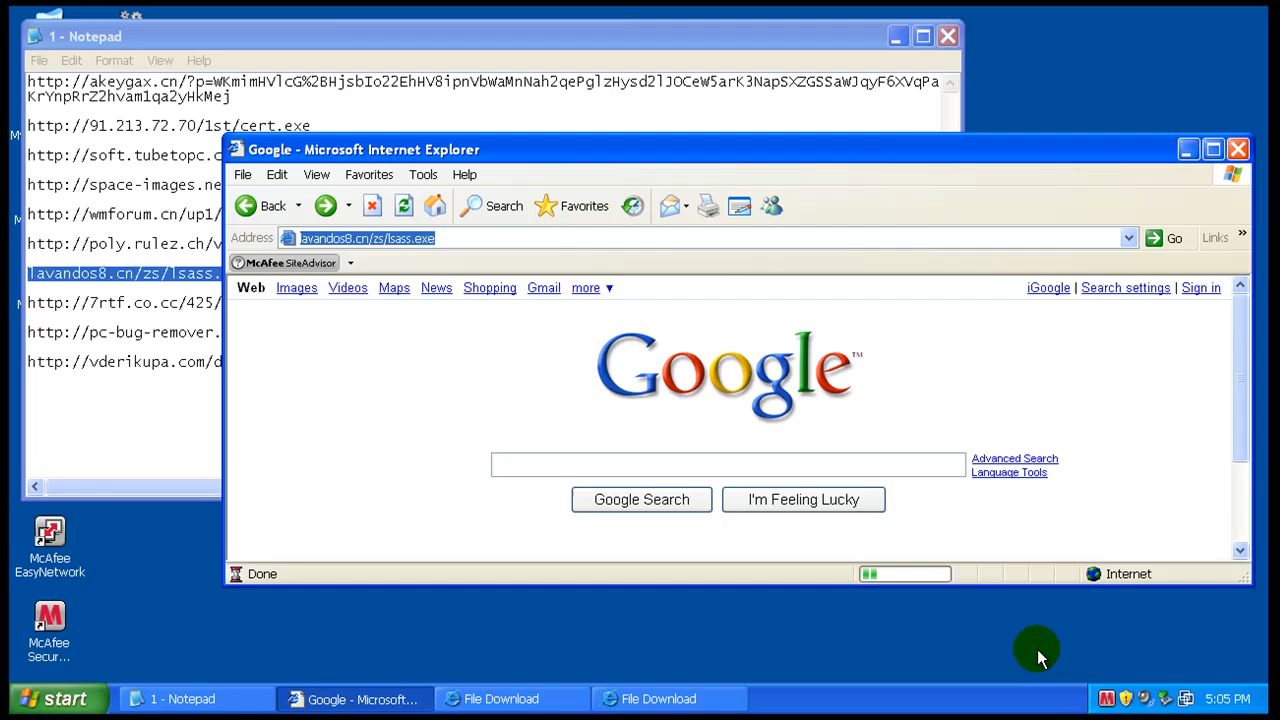 1 - Notepad
File Edit Format View Help
http://akeygax.cn/?p=WKmimHVlcG%2BHjsbIo22EhHV8ipnVbWaMnNah2qePglzHysd2lJOCeW5arK3NapSXZGSSaWJqyF6XVqPa
KrYnpRrZ2hvam1qa2yHkMej
http://91.213.72.70/1st/cert.exe
http://soft.tubetopc.c
http://space-images.ne
http://wmforum.cn/up1/
http://poly.rulez.ch/v
lavandos8.cn/zs/lsass.
http://7rtf.co.cc/425/
http://pc-bug-remover.
http://vderikupa.com/d
Google - Microsoft Internet Explorer
File Edit View Favorites Tools Help
Back Search Favorites
Address lavandos8.cn/zs/lsass.exe Go Links
McAfee SiteAdvisor
Web Images Videos Maps News Shopping Gmail more iGoogle | Search settings | Sign in
Google™
Advanced Search
Language Tools
Google Search I'm Feeling Lucky
Done Internet
McAfee
EasyNetwork
McAfee
Secur...
start 1 - Notepad Google - Microsoft... File Download File Download 5:05 PM